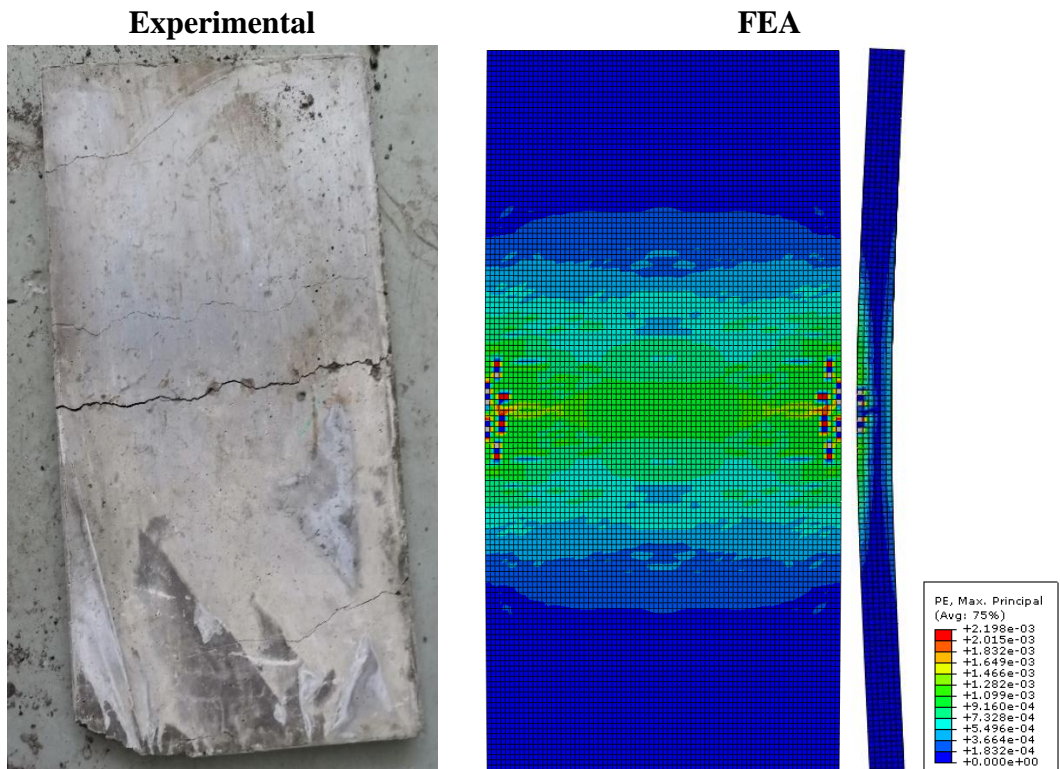 Experimental
FEA
PE, Max. Principal
(Avg: 75%)
+2.198e-03
+2.015e-03
+1.832e-03
+1.649e-03
+1.466e-03
+1.282e-03
+1.099e-03
+9.160e-04
+7.328e-04
+5.496e-04
+3.664e-04
+1.832e-04
+0.000e+00